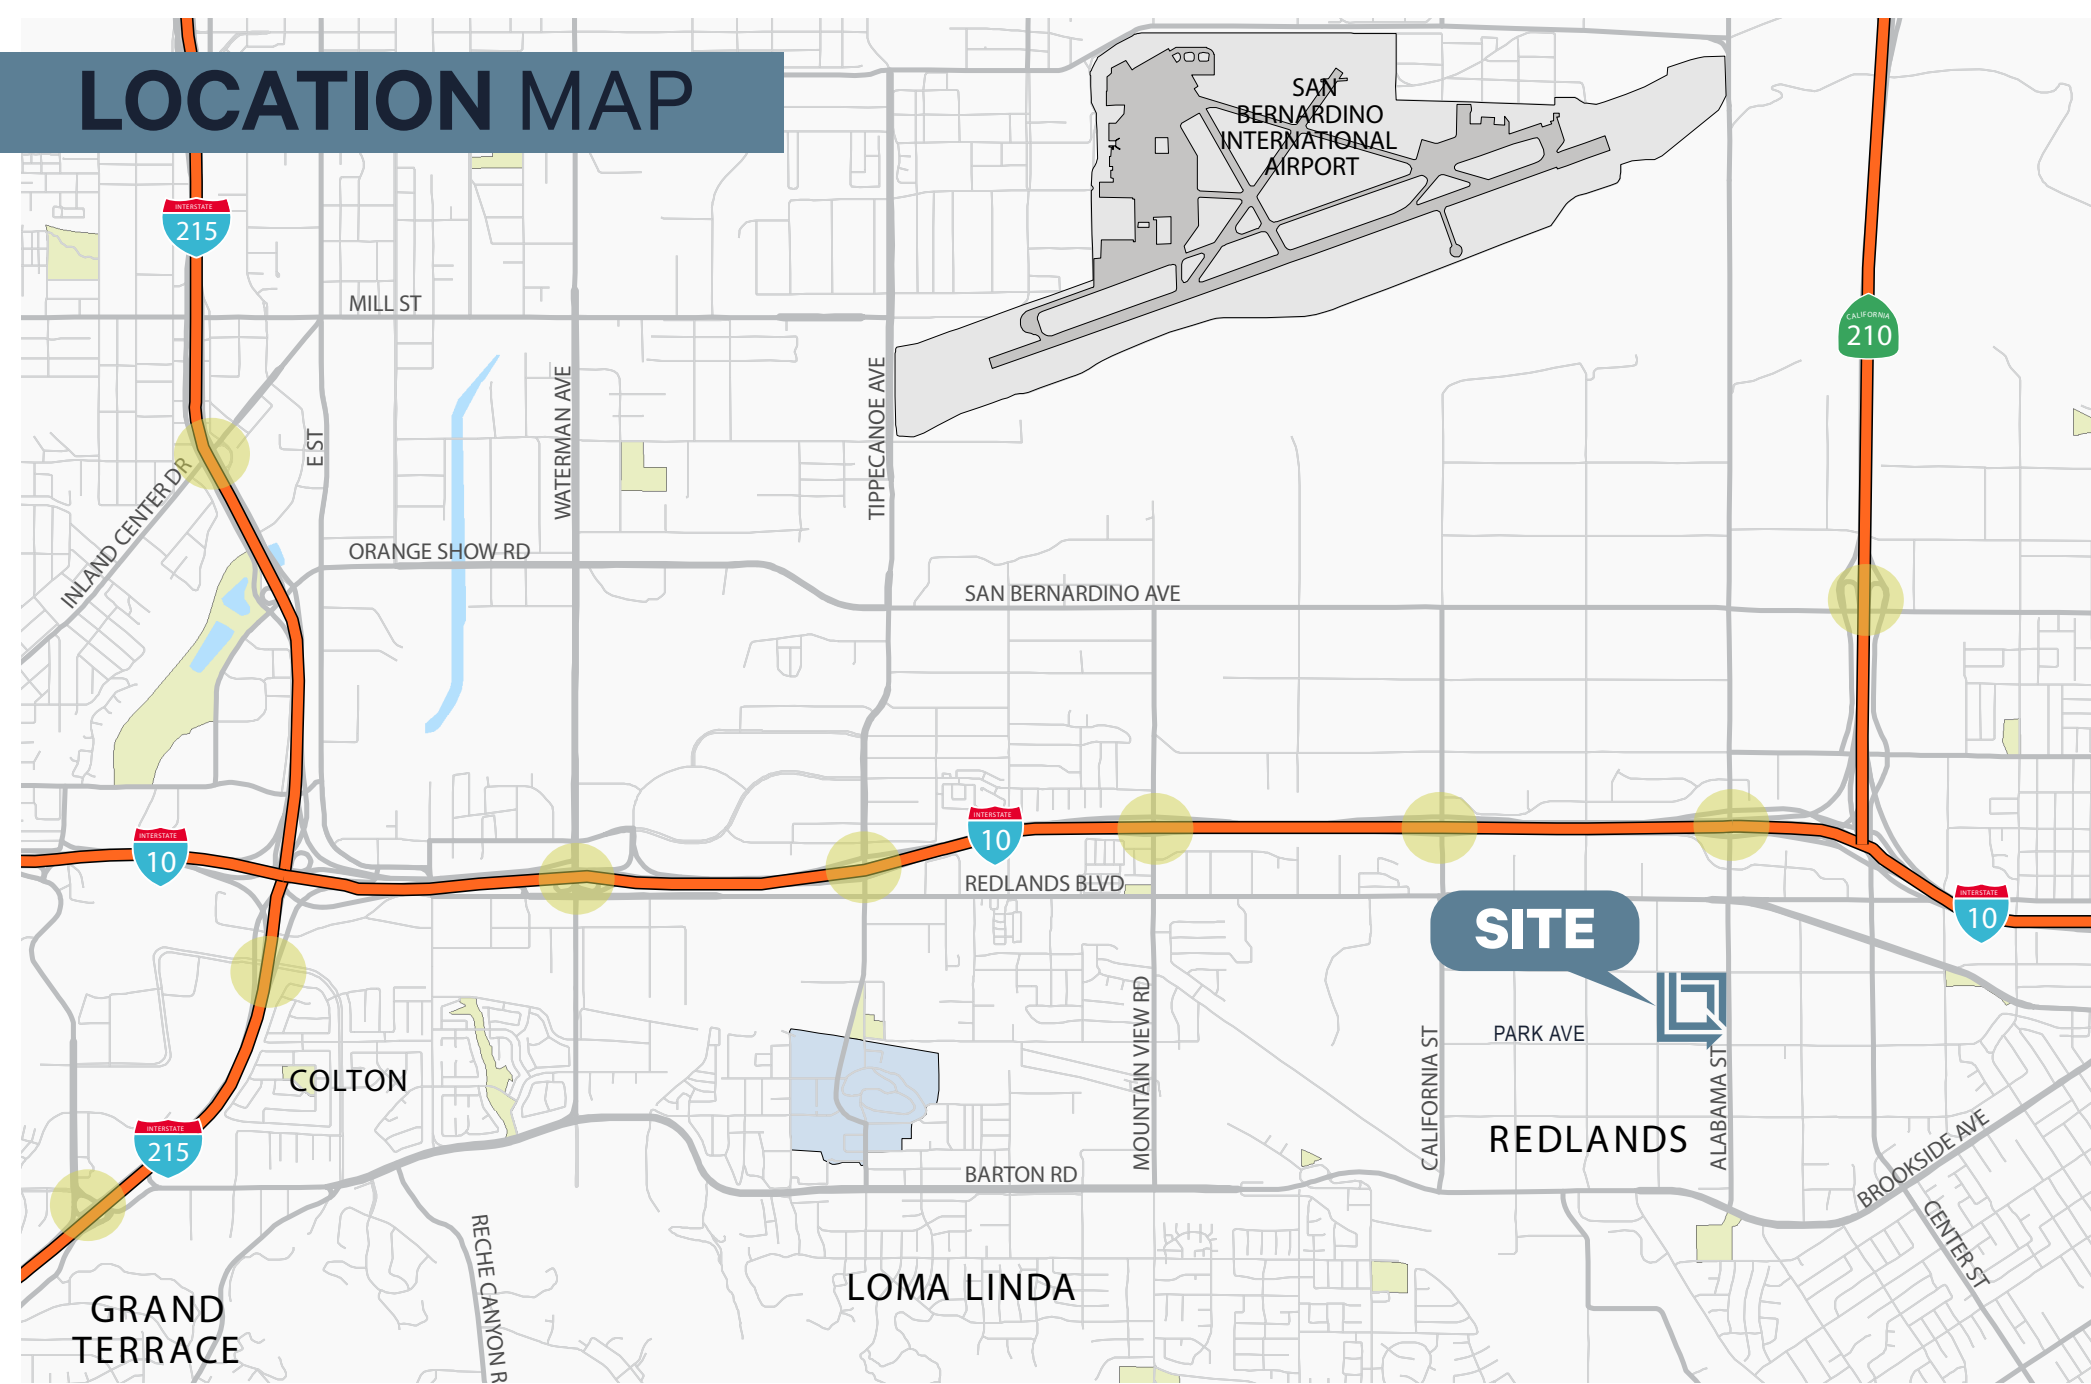 LOCATION MAP
SAN
BERNARDINO
INTERNATIONAL
AIRPORT
INTERSTATE
215
CALIFORNIA
210
MILL ST
WATERMAN AVE
TIPPECANOE AVE
E ST
INLAND CENTER DR
ORANGE SHOW RD
SAN BERNARDINO AVE
INTERSTATE
10
INTERSTATE
10
REDLANDS BLVD
INTERSTATE
10
SITE
MOUNTAIN VIEW RD
CALIFORNIA ST
PARK AVE
ALABAMA ST
COLTON
REDLANDS
INTERSTATE
215
BARTON RD
BROOKSIDE AVE
CENTER ST
RECHE CANYON R
LOMA LINDA
GRAND
TERRACE